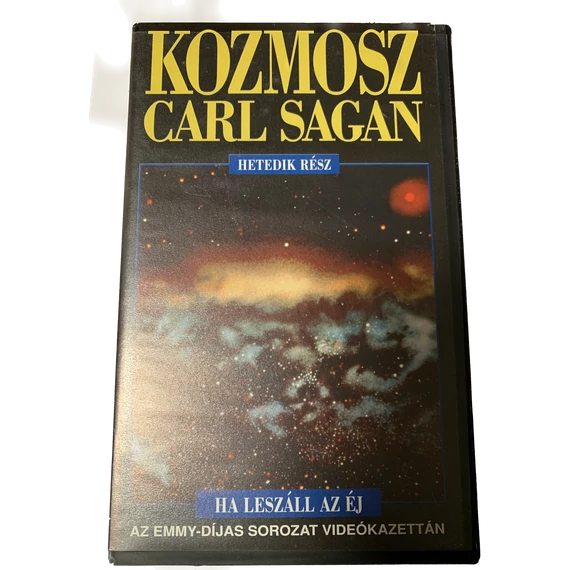 KOZMOSZ
CARL SAGAN
HETEDIK RÉSZ
HA LESZÁLL AZ ÉJ
AZ EMMY-DÍJAS SOROZAT VIDEÓKAZETTÁN